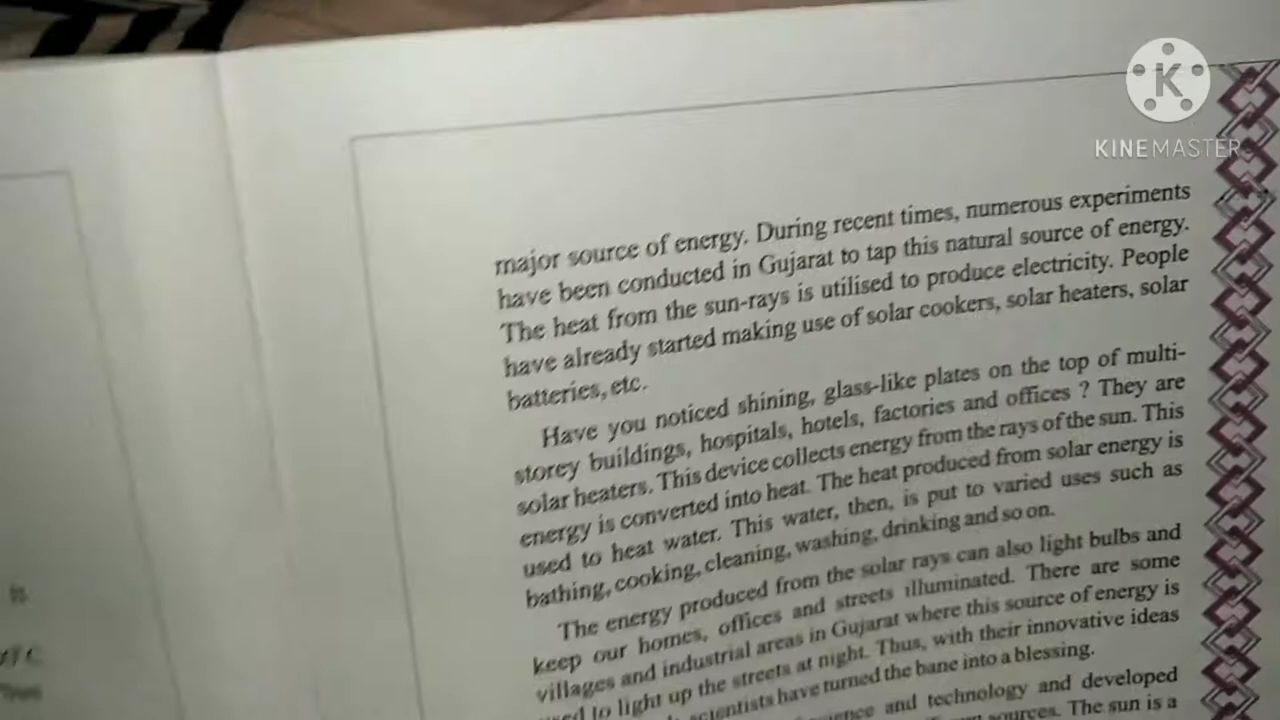 KINEMASTER
major source of energy. During recent times, numerous experiments
have been conducted in Gujarat to tap this natural source of energy.
The heat from the sun-rays is utilised to produce electricity. People
have already started making use of solar cookers, solar heaters, solar
batteries, etc.
Have you noticed shining, glass-like plates on the top of multi-
storey buildings, hospitals, hotels, factories and offices ? They are
solar heaters. This device collects energy from the rays of the sun. This
energy is converted into heat. The heat produced from solar energy is
used to heat water. This water, then, is put to varied uses such as
bathing, cooking, cleaning, washing, drinking and so on.
The energy produced from the solar rays can also light bulbs and
keep our homes, offices and streets illuminated. There are some
villages and industrial areas in Gujarat where this source of energy is
to light up the streets at night. Thus, with their innovative ideas
scientists have turned the bane into a blessing.
and technology and developed
sources. The sun is a